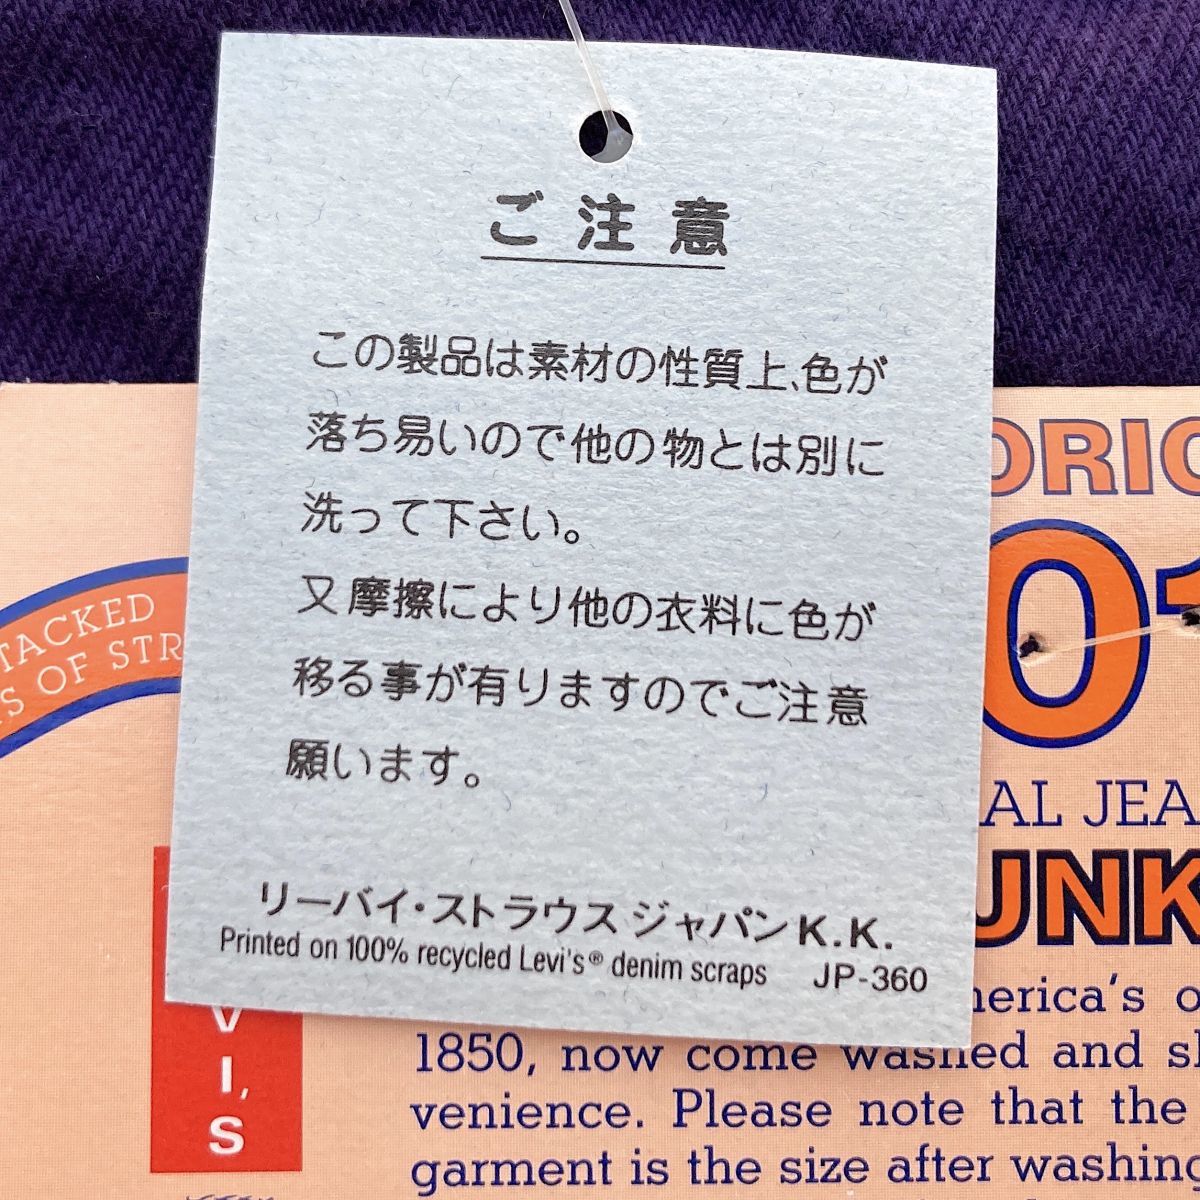 ご注意
この製品は素材の性質上、色が
落ち易いので他の物とは別に
洗って下さい。
又摩擦により他の衣料に色が
移る事が有りますのでご注意
願います。
リーバイ・ストラウス ジャパンK.K.
Printed on 100% recycled Levi's® denim scraps JP-360
TACKED
OF STR
ORIG
01
AL JEA
UNK
VI,S
merica's o
1850, now come washed and sh
venience. Please note that the
garment is the size after washing